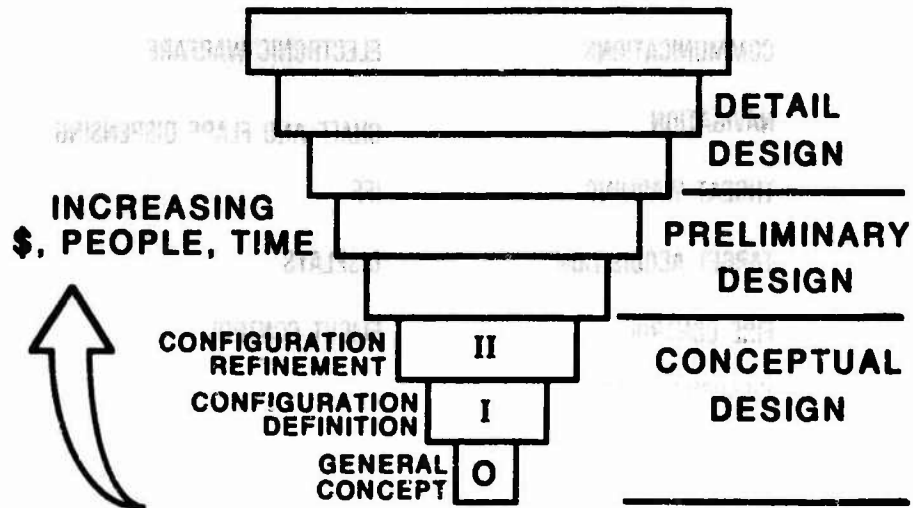 DETAIL
DESIGN
INCREASING
$, PEOPLE, TIME
PRELIMINARY
DESIGN
CONFIGURATION
REFINEMENT
II
CONCEPTUAL
DESIGN
CONFIGURATION
DEFINITION
I
GENERAL
CONCEPT
O